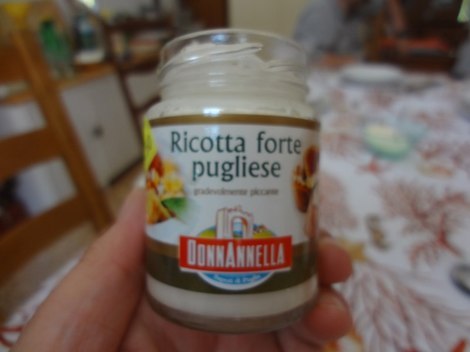 Ricotta forte
pugliese
gradevolmente piccante
DONNANNELLA